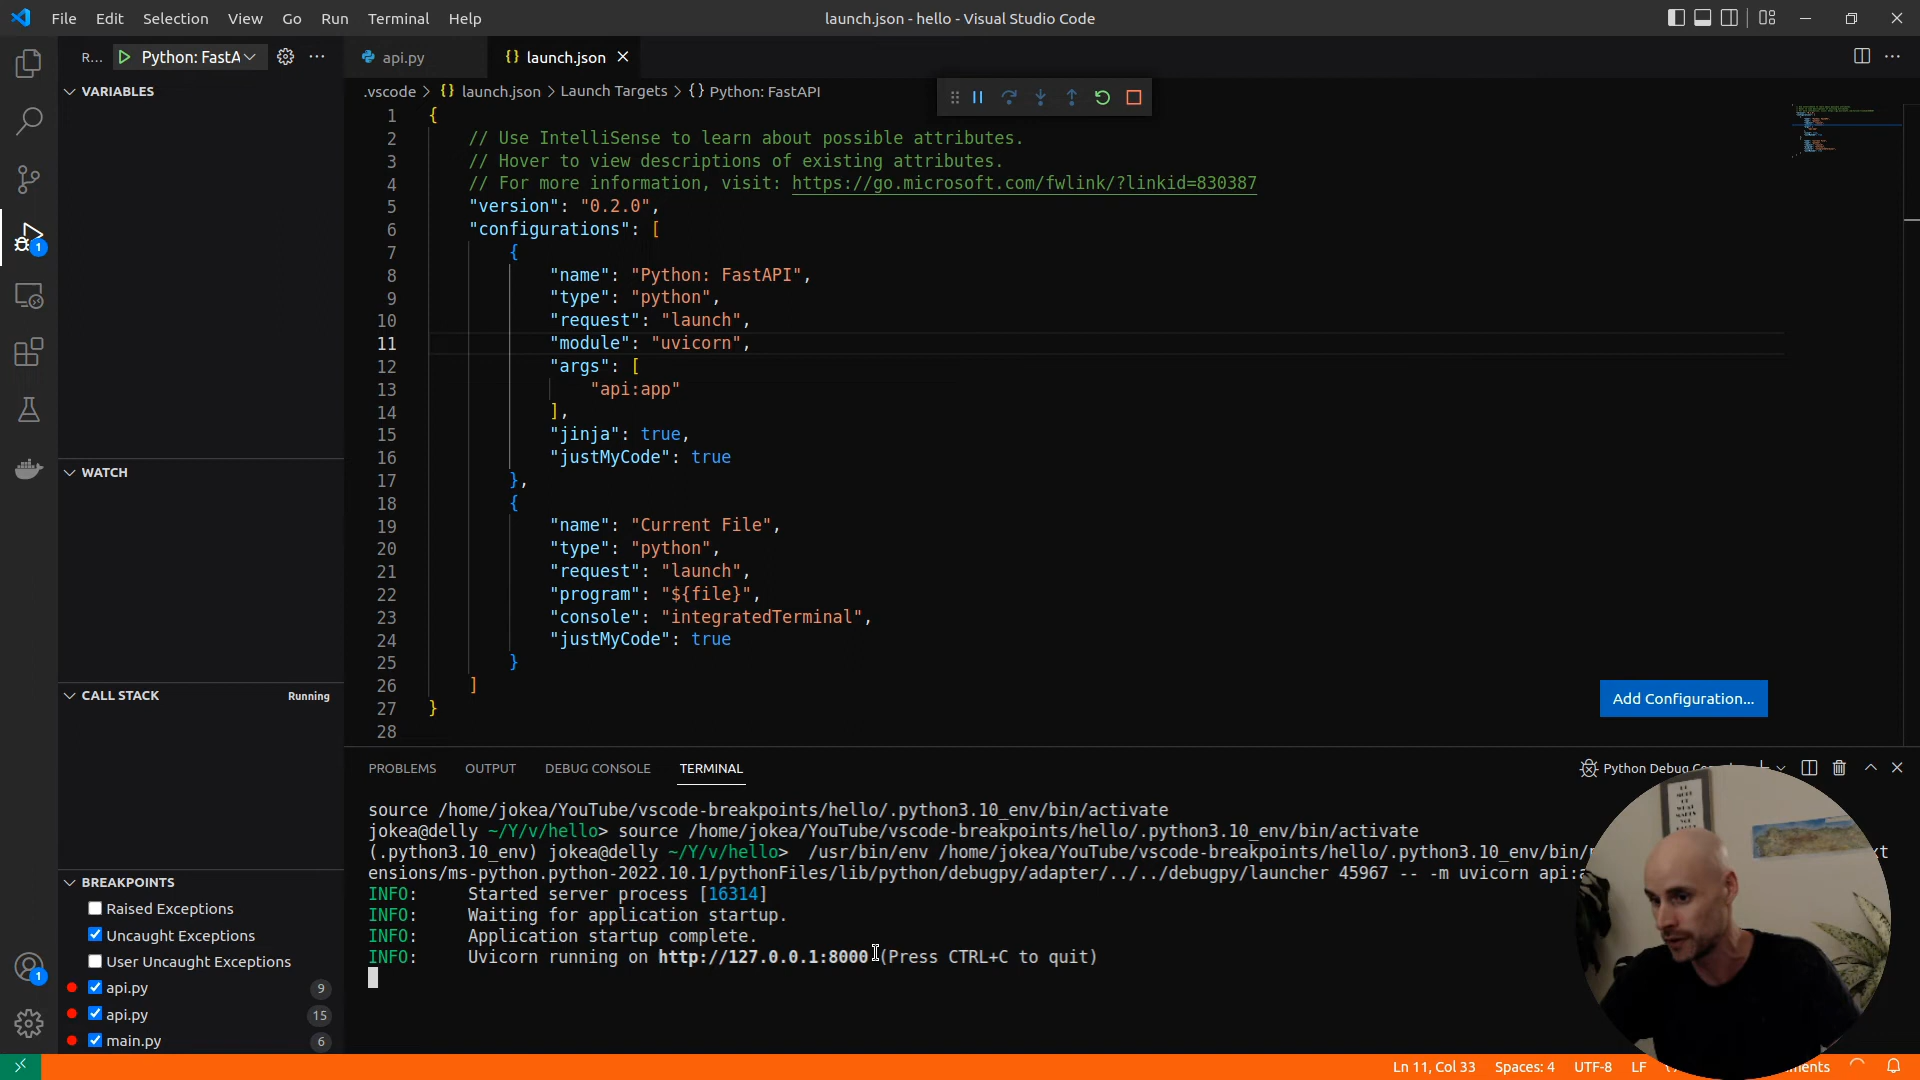 File Edit Selection View Go Run Terminal Help
launch.json - hello - Visual Studio Code
R... Python: FastA
api.py
launch.json
.vscode > launch.json > Launch Targets > {} Python: FastAPI
VARIABLES
WATCH
CALL STACK Running
BREAKPOINTS
Raised Exceptions
Uncaught Exceptions
User Uncaught Exceptions
api.py 9
api.py 15
main.py 6
1
1
1 {
2 // Use IntelliSense to learn about possible attributes.
3 // Hover to view descriptions of existing attributes.
4 // For more information, visit: https://go.microsoft.com/fwlink/?linkid=830387
5 "version": "0.2.0",
6 "configurations": [
7 {
8 "name": "Python: FastAPI",
9 "type": "python",
10 "request": "launch",
11 "module": "uvicorn",
12 "args": [
13 "api:app"
14 ],
15 "jinja": true,
16 "justMyCode": true
17 },
18 {
19 "name": "Current File",
20 "type": "python",
21 "request": "launch",
22 "program": "${file}",
23 "console": "integratedTerminal",
24 "justMyCode": true
25 }
26 ]
27 }
28
Add Configuration...
PROBLEMS OUTPUT DEBUG CONSOLE TERMINAL
Python Debug
source /home/jokea/YouTube/vscode-breakpoints/hello/.python3.10_env/bin/activate
jokea@delly ~/Y/v/hello> source /home/jokea/YouTube/vscode-breakpoints/hello/.python3.10_env/bin/activate
(.python3.10_env) jokea@delly ~/Y/v/hello> /usr/bin/env /home/jokea/YouTube/vscode-breakpoints/hello/.python3.10_env/bin/
ensions/ms-python.python-2022.10.1/pythonFiles/lib/python/debugpy/adapter/../../debugpy/launcher 45967 -- -m uvicorn
INFO: Started server process [16314]
INFO: Waiting for application startup.
INFO: Application startup complete.
INFO: Uvicorn running on http://127.0.0.1:8000 (Press CTRL+C to quit)
Ln 11, Col 33 Spaces: 4 UTF-8 LF